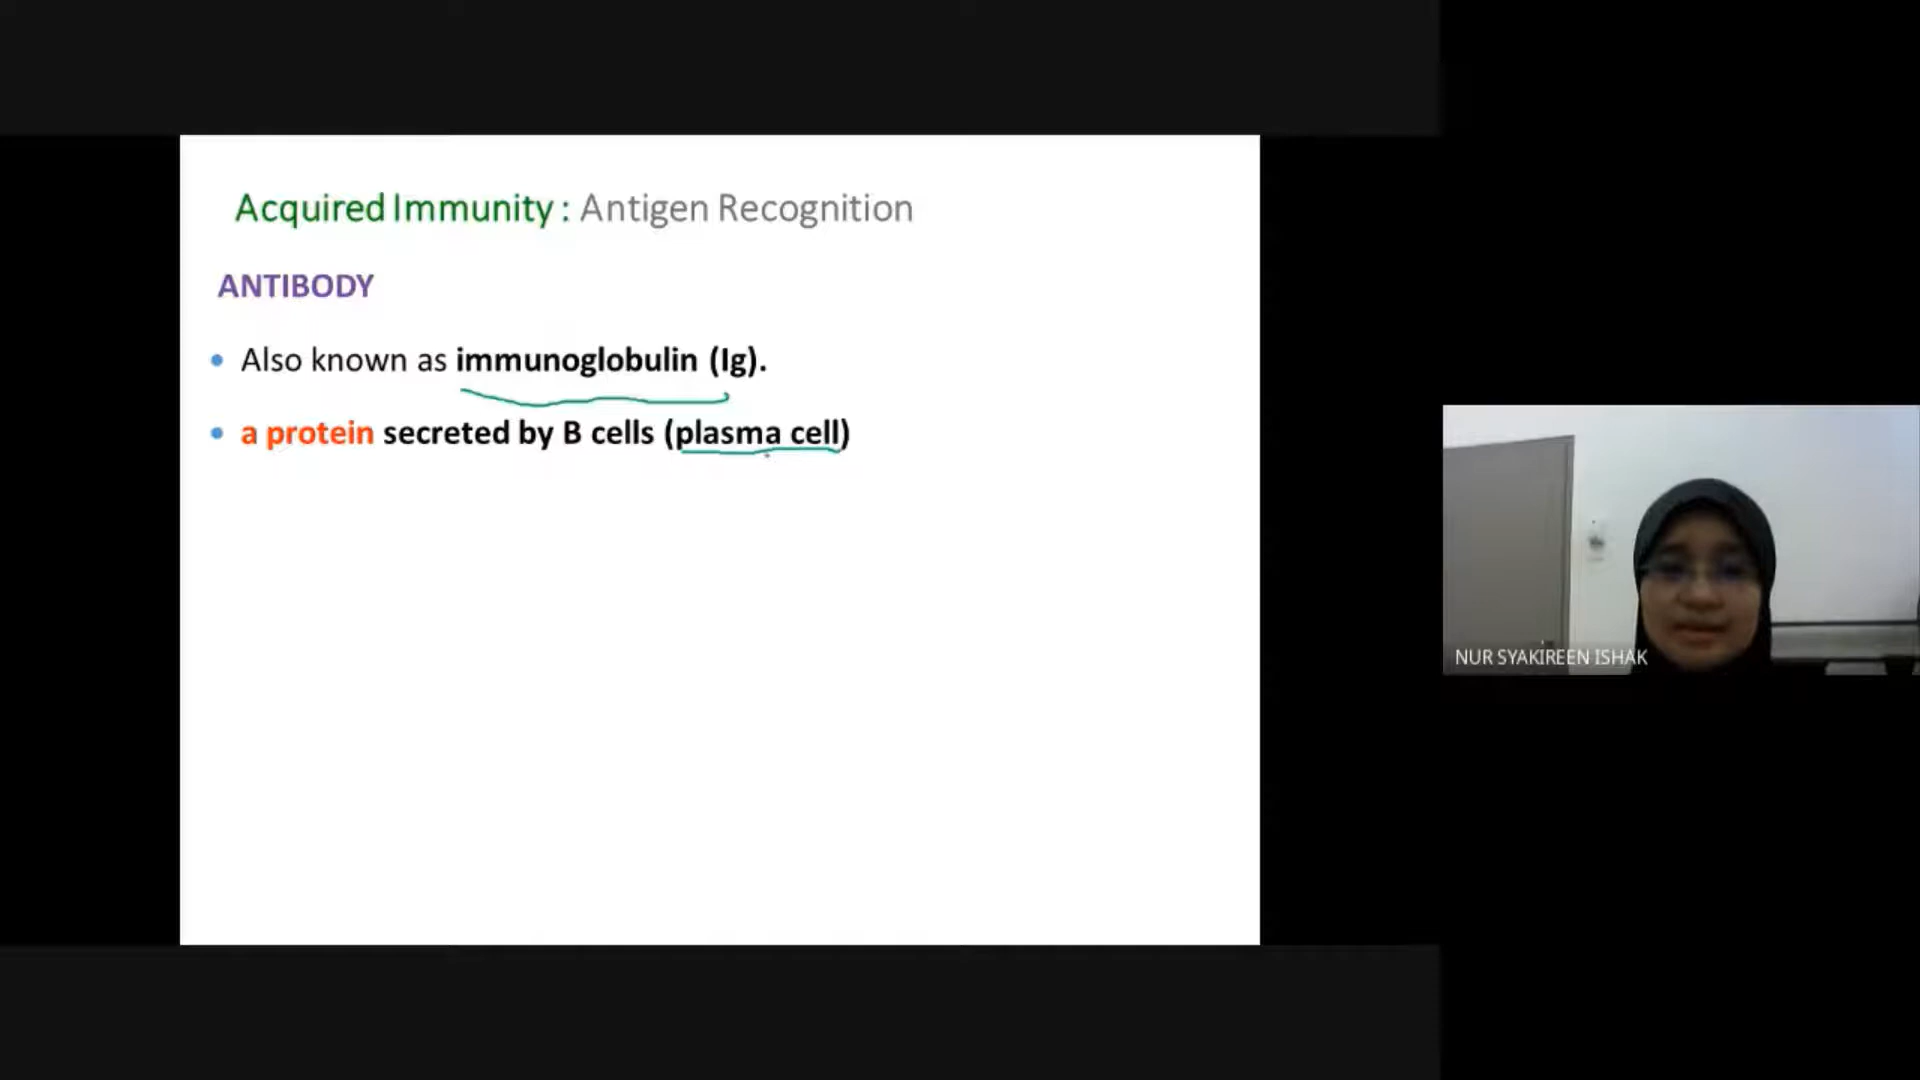 Acquired Immunity : Antigen Recognition
ANTIBODY
• Also known as immunoglobulin (Ig).
• a protein secreted by B cells (plasma cell)
NUR SYAKIREEN ISHAK